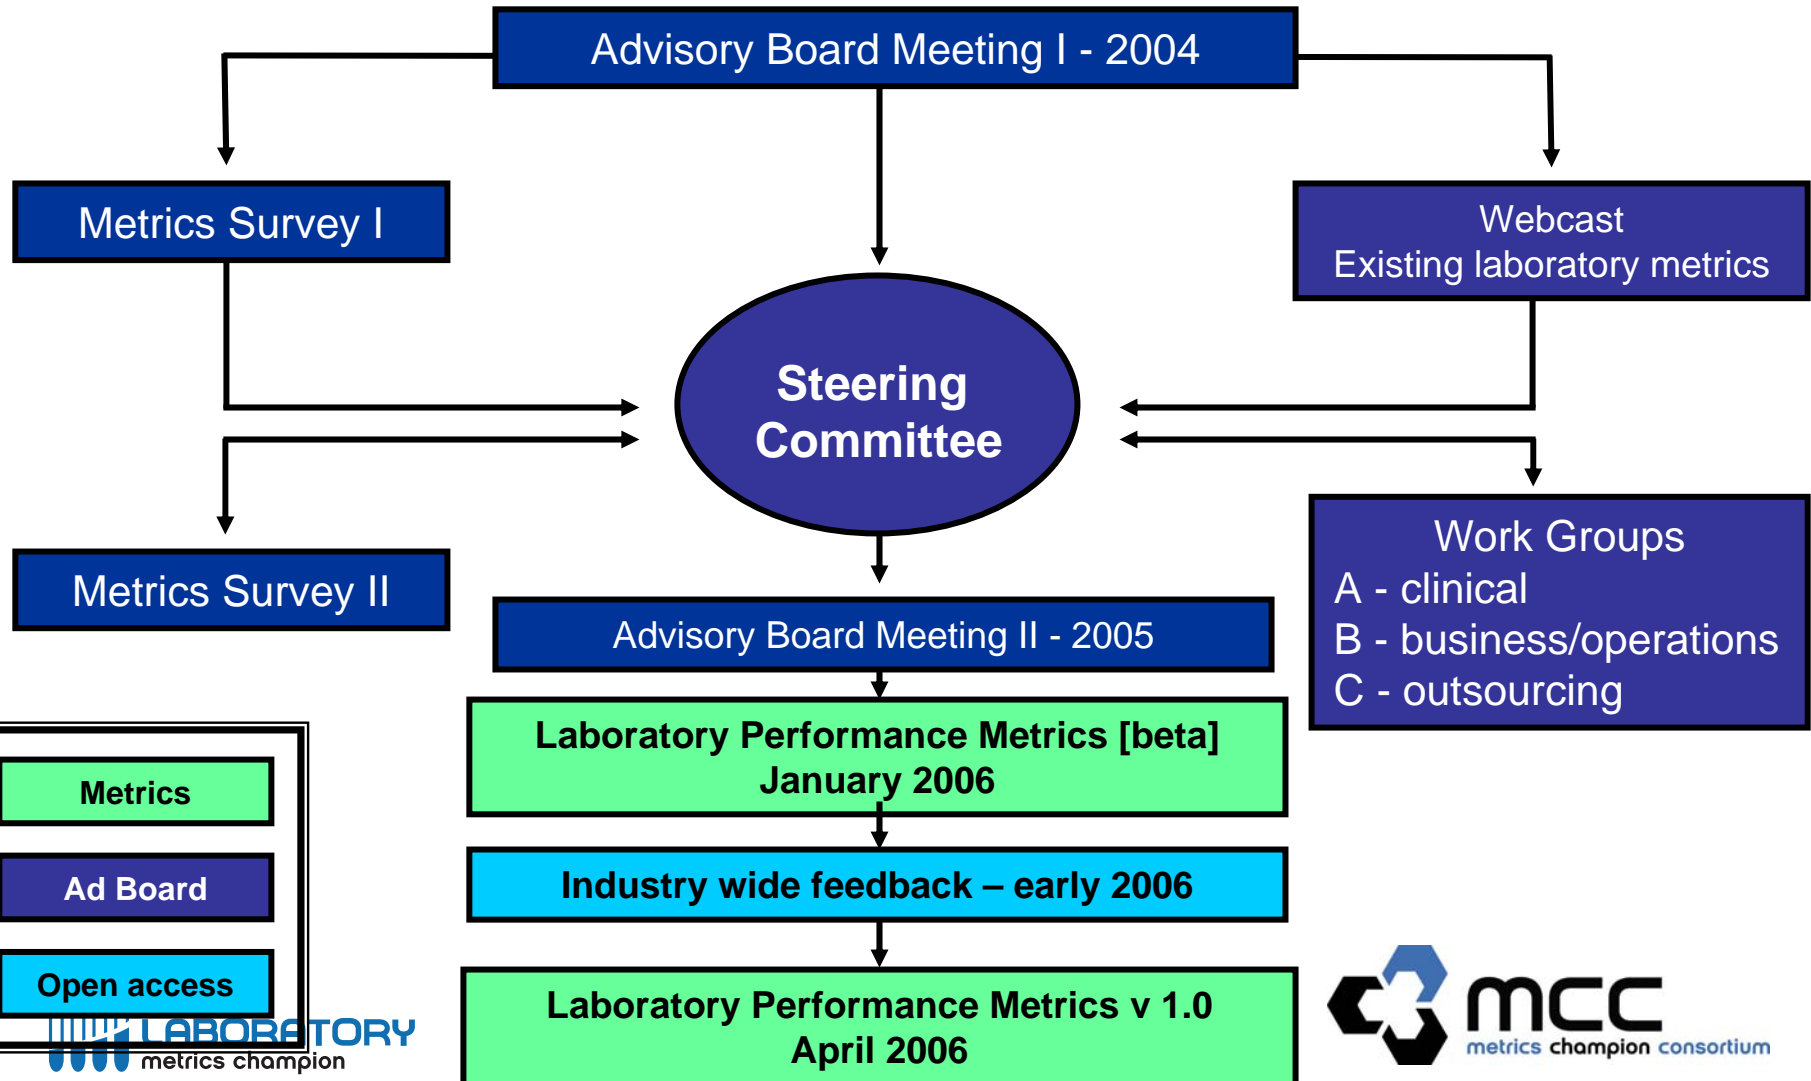 Advisory Board Meeting I - 2004
Metrics Survey I
Webcast
Existing laboratory metrics
Steering
Committee
Metrics Survey II
Work Groups
A - clinical
B - business/operations
C - outsourcing
Advisory Board Meeting II - 2005
Laboratory Performance Metrics [beta]
January 2006
Metrics
Ad Board
Industry wide feedback – early 2006
Open access
Laboratory Performance Metrics v 1.0
April 2006
LABORATORY
metrics champion
mcc
metrics champion consortium